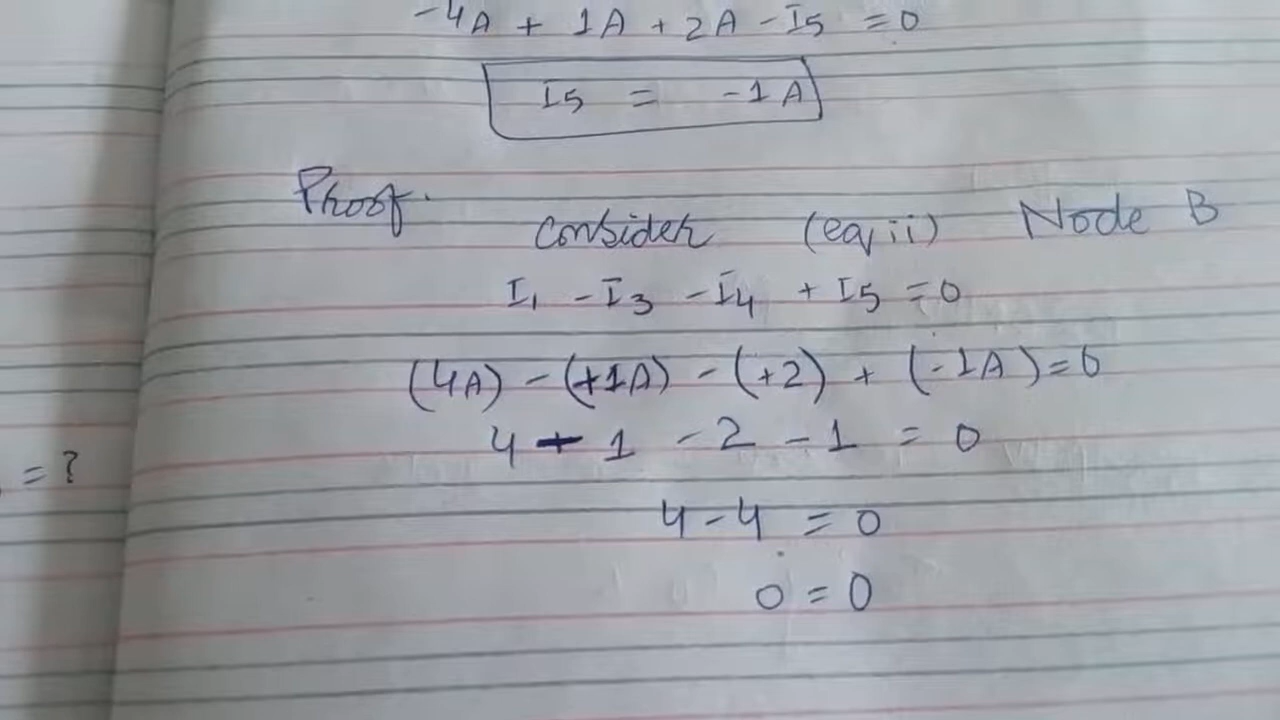 -4A + 1A + 2A - I5 = 0
I5 = -1A
Proof.
Consider (eq ii) Node B
I1 - I3 - I4 + I5 = 0
(4A) - (+1A) - (+2) + (-1A) = 0
4 - 1 - 2 - 1 = 0
= ?
4 - 4 = 0
0 = 0